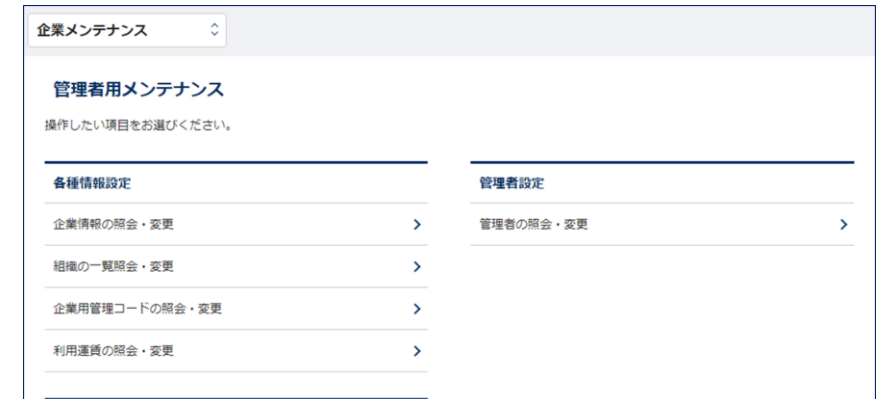 企業メンテナンス
管理者用メンテナンス
操作したい項目をお選びください。
各種情報設定
企業情報の照会・変更
組織の一覧照会・変更
企業用管理コードの照会・変更
利用運賃の照会・変更
管理者設定
管理者の照会・変更